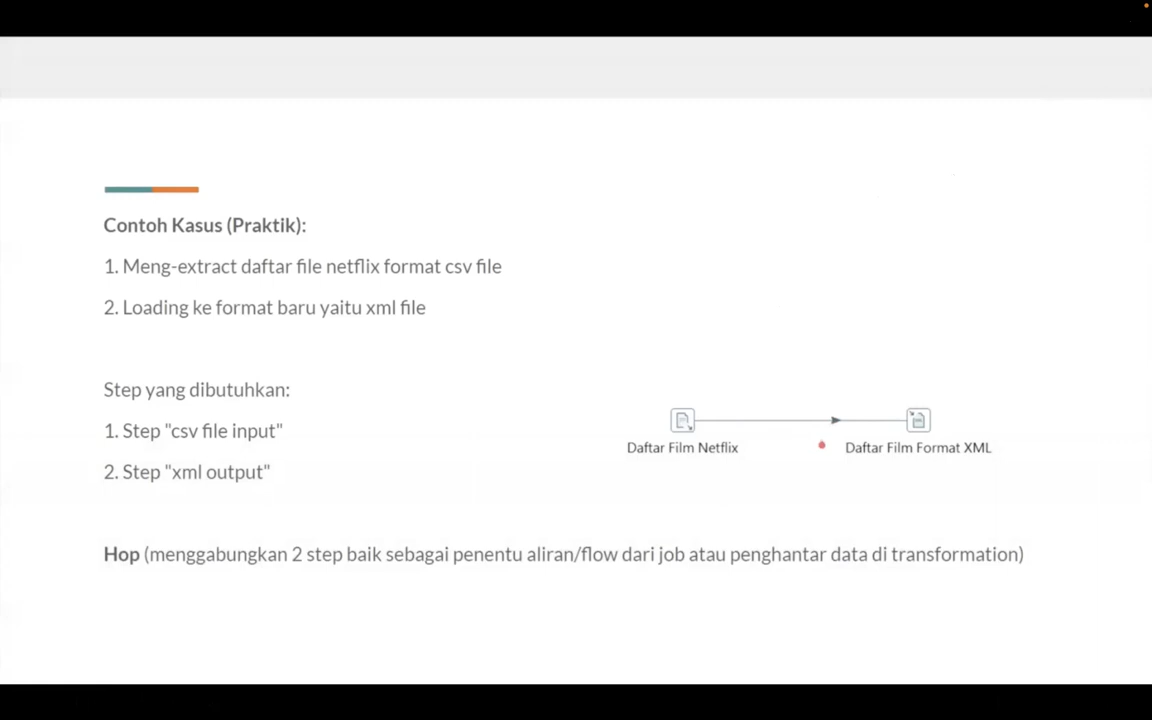 Contoh Kasus (Praktik):
1. Meng-extract daftar file netflix format csv file
2. Loading ke format baru yaitu xml file
Step yang dibutuhkan:
1. Step "csv file input"
2. Step "xml output"
Daftar Film Netflix
Daftar Film Format XML
Hop (menggabungkan 2 step baik sebagai penentu aliran/flow dari job atau penghantar data di transformation)